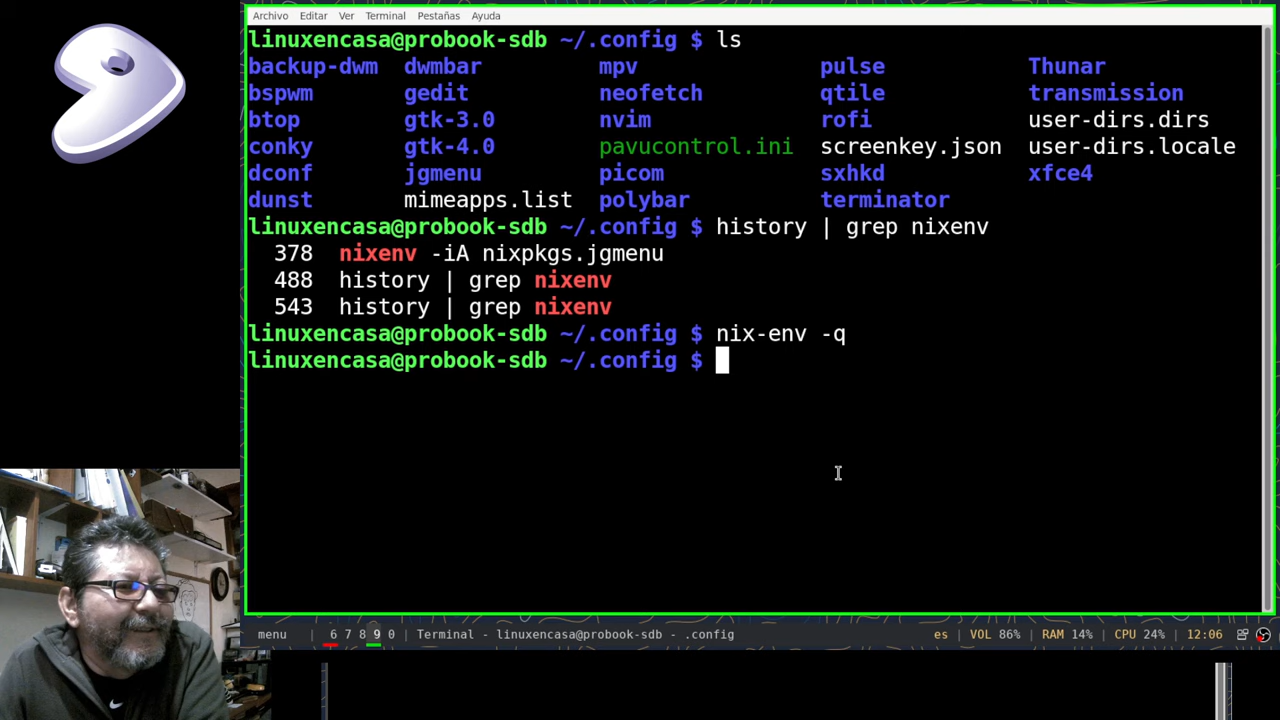 Archivo Editar Ver Terminal Pestañas Ayuda
linuxencasa@probook-sdb ~/.config $ ls
backup-dwm dwmbar mpv pulse Thunar
bspwm gedit neofetch qtile transmission
btop gtk-3.0 nvim rofi user-dirs.dirs
conky gtk-4.0 pavucontrol.ini screenkey.json user-dirs.locale
dconf jgmenu picom sxhkd xfce4
dunst mimeapps.list polybar terminator
linuxencasa@probook-sdb ~/.config $ history | grep nixenv
378 nixenv -iA nixpkgs.jgmenu
488 history | grep nixenv
543 history | grep nixenv
linuxencasa@probook-sdb ~/.config $ nix-env -q
linuxencasa@probook-sdb ~/.config $
menu | 6 7 8 9 0 | Terminal - linuxencasa@probook-sdb - .config es | VOL 86% | RAM 14% | CPU 24% | 12:06